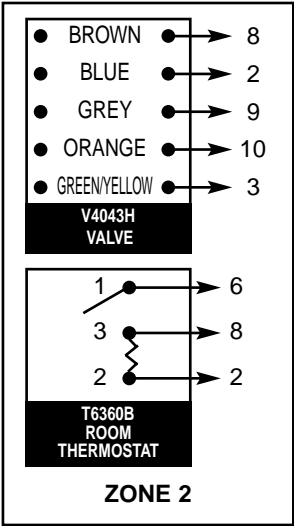 BROWN 8
BLUE 2
GREY 9
ORANGE 10
GREEN/YELLOW 3
V4043H
VALVE
1 6
3 8
2 2
T6360B
ROOM
THERMOSTAT
ZONE 2